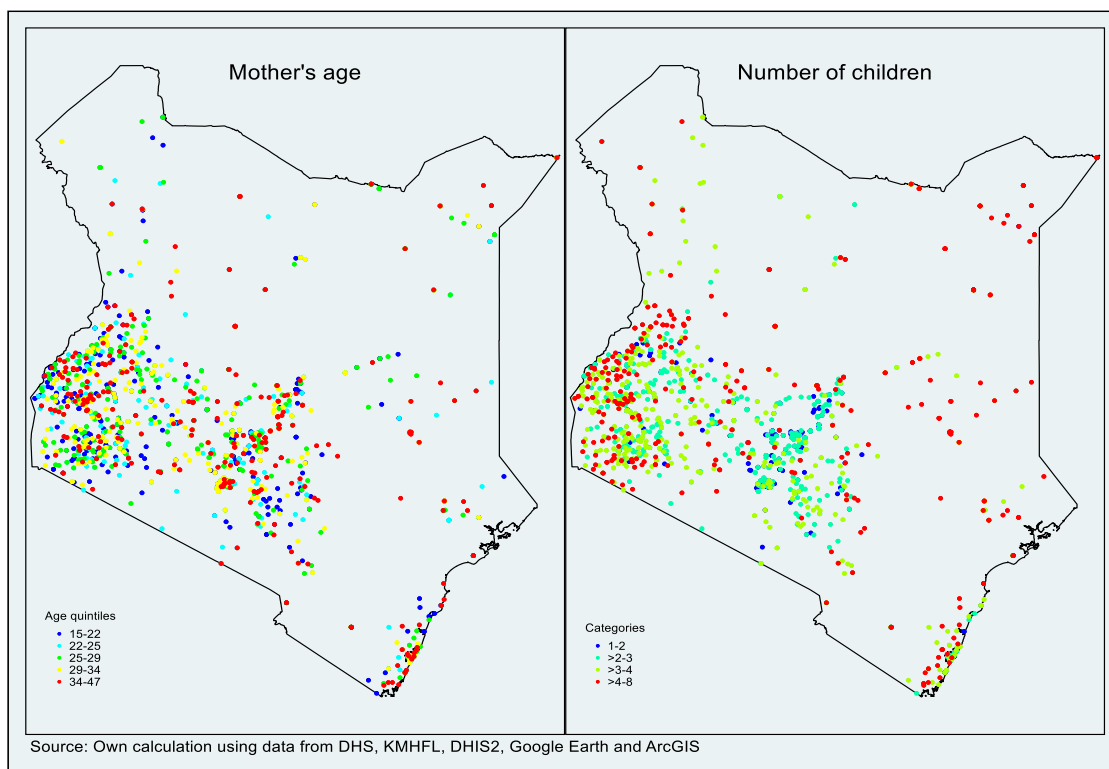 Mother's age
Number of children
Age quintiles
15-22
22-25
25-29
29-34
34-47
Categories
1-2
>2-3
>3-4
>4-8
Source: Own calculation using data from DHS, KMHFL, DHIS2, Google Earth and ArcGIS